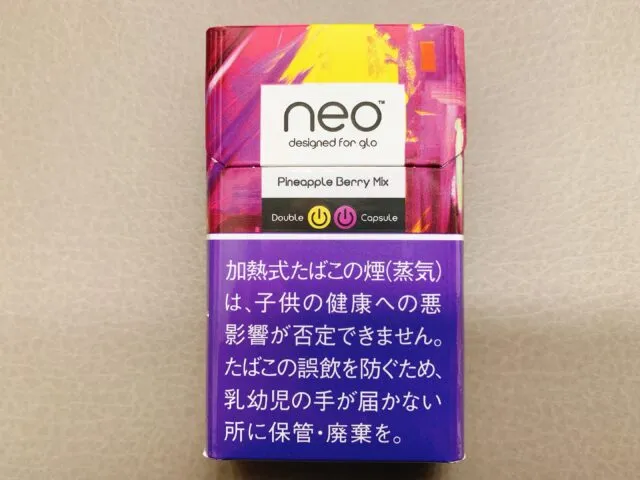 neo™
designed for glo
Pineapple Berry Mix
Double Capsule
加熱式たばこの煙(蒸気)
は、子供の健康への悪
影響が否定できません。
たばこの誤飲を防ぐため、
乳幼児の手が届かない
所に保管・廃棄を。